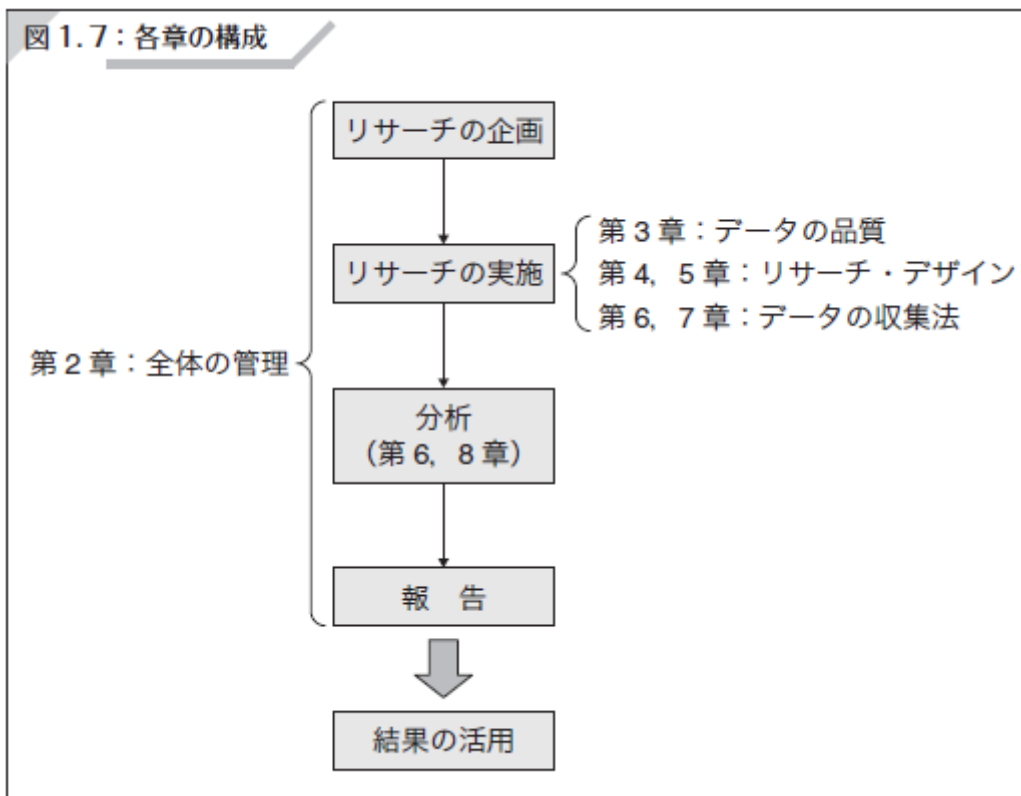 図1.7：各章の構成
リサーチの企画
リサーチの実施
第3章：データの品質
第4，5章：リサーチ・デザイン
第6，7章：データの収集法
第2章：全体の管理
分析
（第6，8章）
報　告
結果の活用